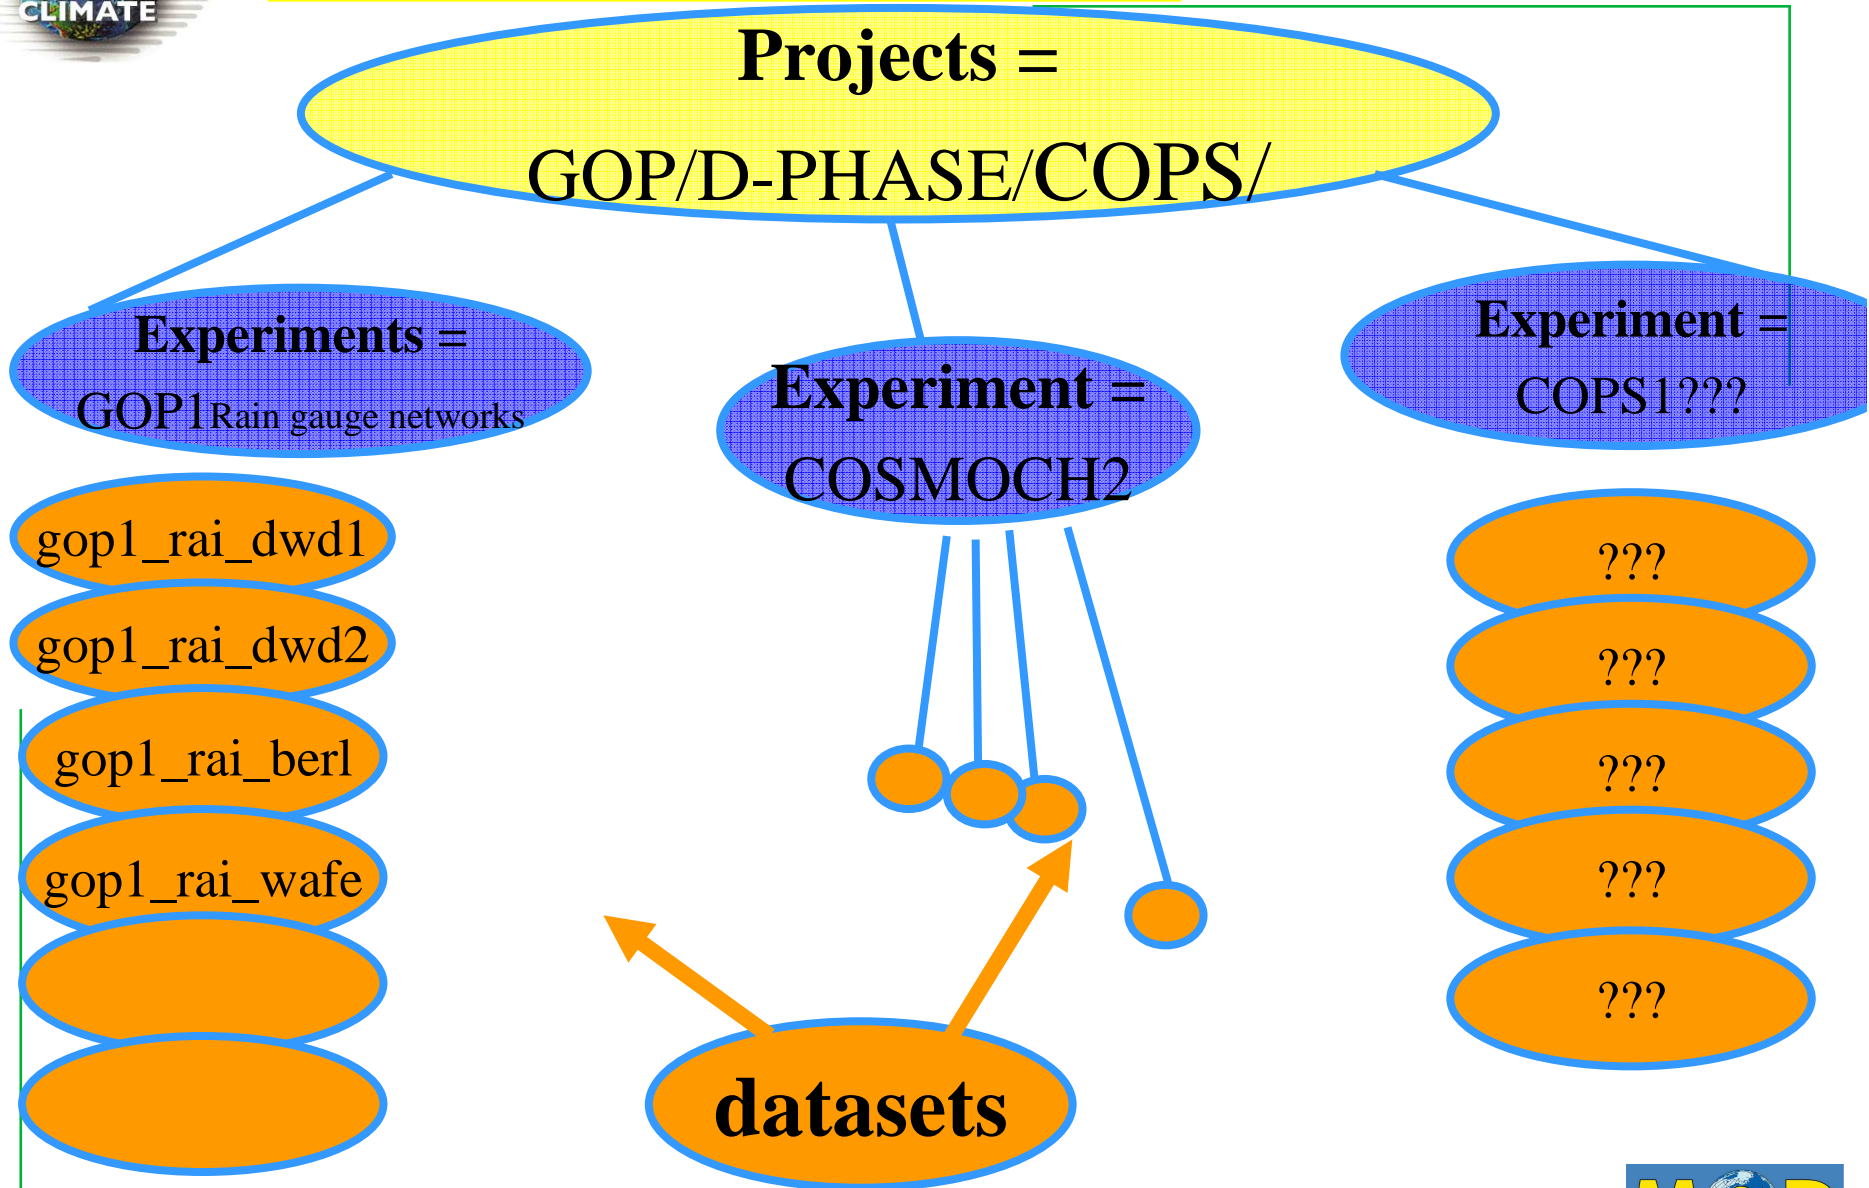 CLIMATE
Projects =
GOP/D-PHASE/COPS/
Experiments =
GOP1Rain gauge networks
Experiment =
COSMOCH2
Experiment =
COPS1???
gop1_rai_dwd1
gop1_rai_dwd2
gop1_rai_berl
gop1_rai_wafe
???
???
???
???
???
datasets